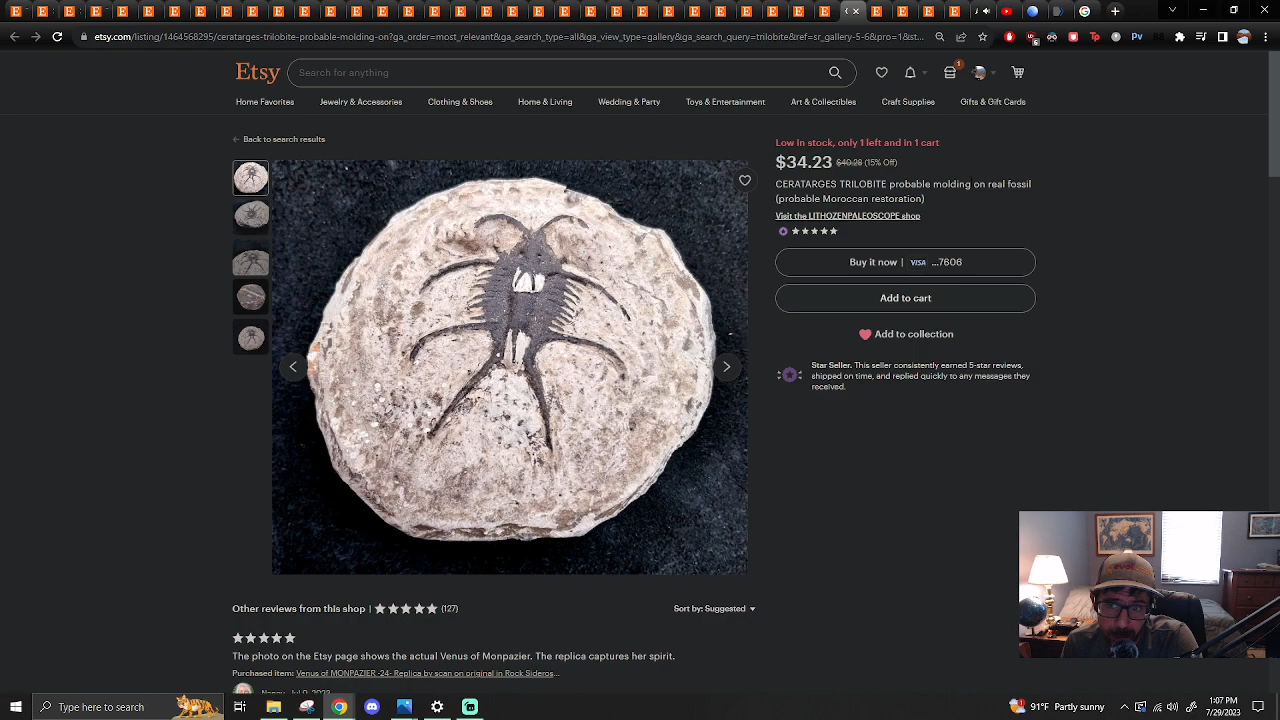 etsy.com/listing/1464568295/ceratarges-trilobite-probable-molding-on?ga_order=most_relevant&ga_search_type=all&ga_view_type=gallery&ga_search_query=trilobite&ref=sr_gallery-5-6&pro=1&st...
Etsy
Search for anything
1
Home Favorites
Jewelry & Accessories
Clothing & Shoes
Home & Living
Wedding & Party
Toys & Entertainment
Art & Collectibles
Craft Supplies
Gifts & Gift Cards
Back to search results
Low in stock, only 1 left and in 1 cart
$34.23 $40.28 (15% Off)
CERATARGES TRILOBITE probable molding on real fossil
(probable Moroccan restoration)
Visit the LITHOZENPALEOSCOPE shop
Buy it now | VISA ...7606
Add to cart
Add to collection
Star Seller. This seller consistently earned 5-star reviews,
shipped on time, and replied quickly to any messages they
received.
Other reviews from this shop | (127)
Sort by: Suggested
The photo on the Etsy page shows the actual Venus of Monpazier. The replica captures her spirit.
Purchased item: Venus of MONPAZIER -24- Replica by scan on original in Rock Sideros...
Type here to search
91°F Partly sunny
1:07 PM
7/29/2023